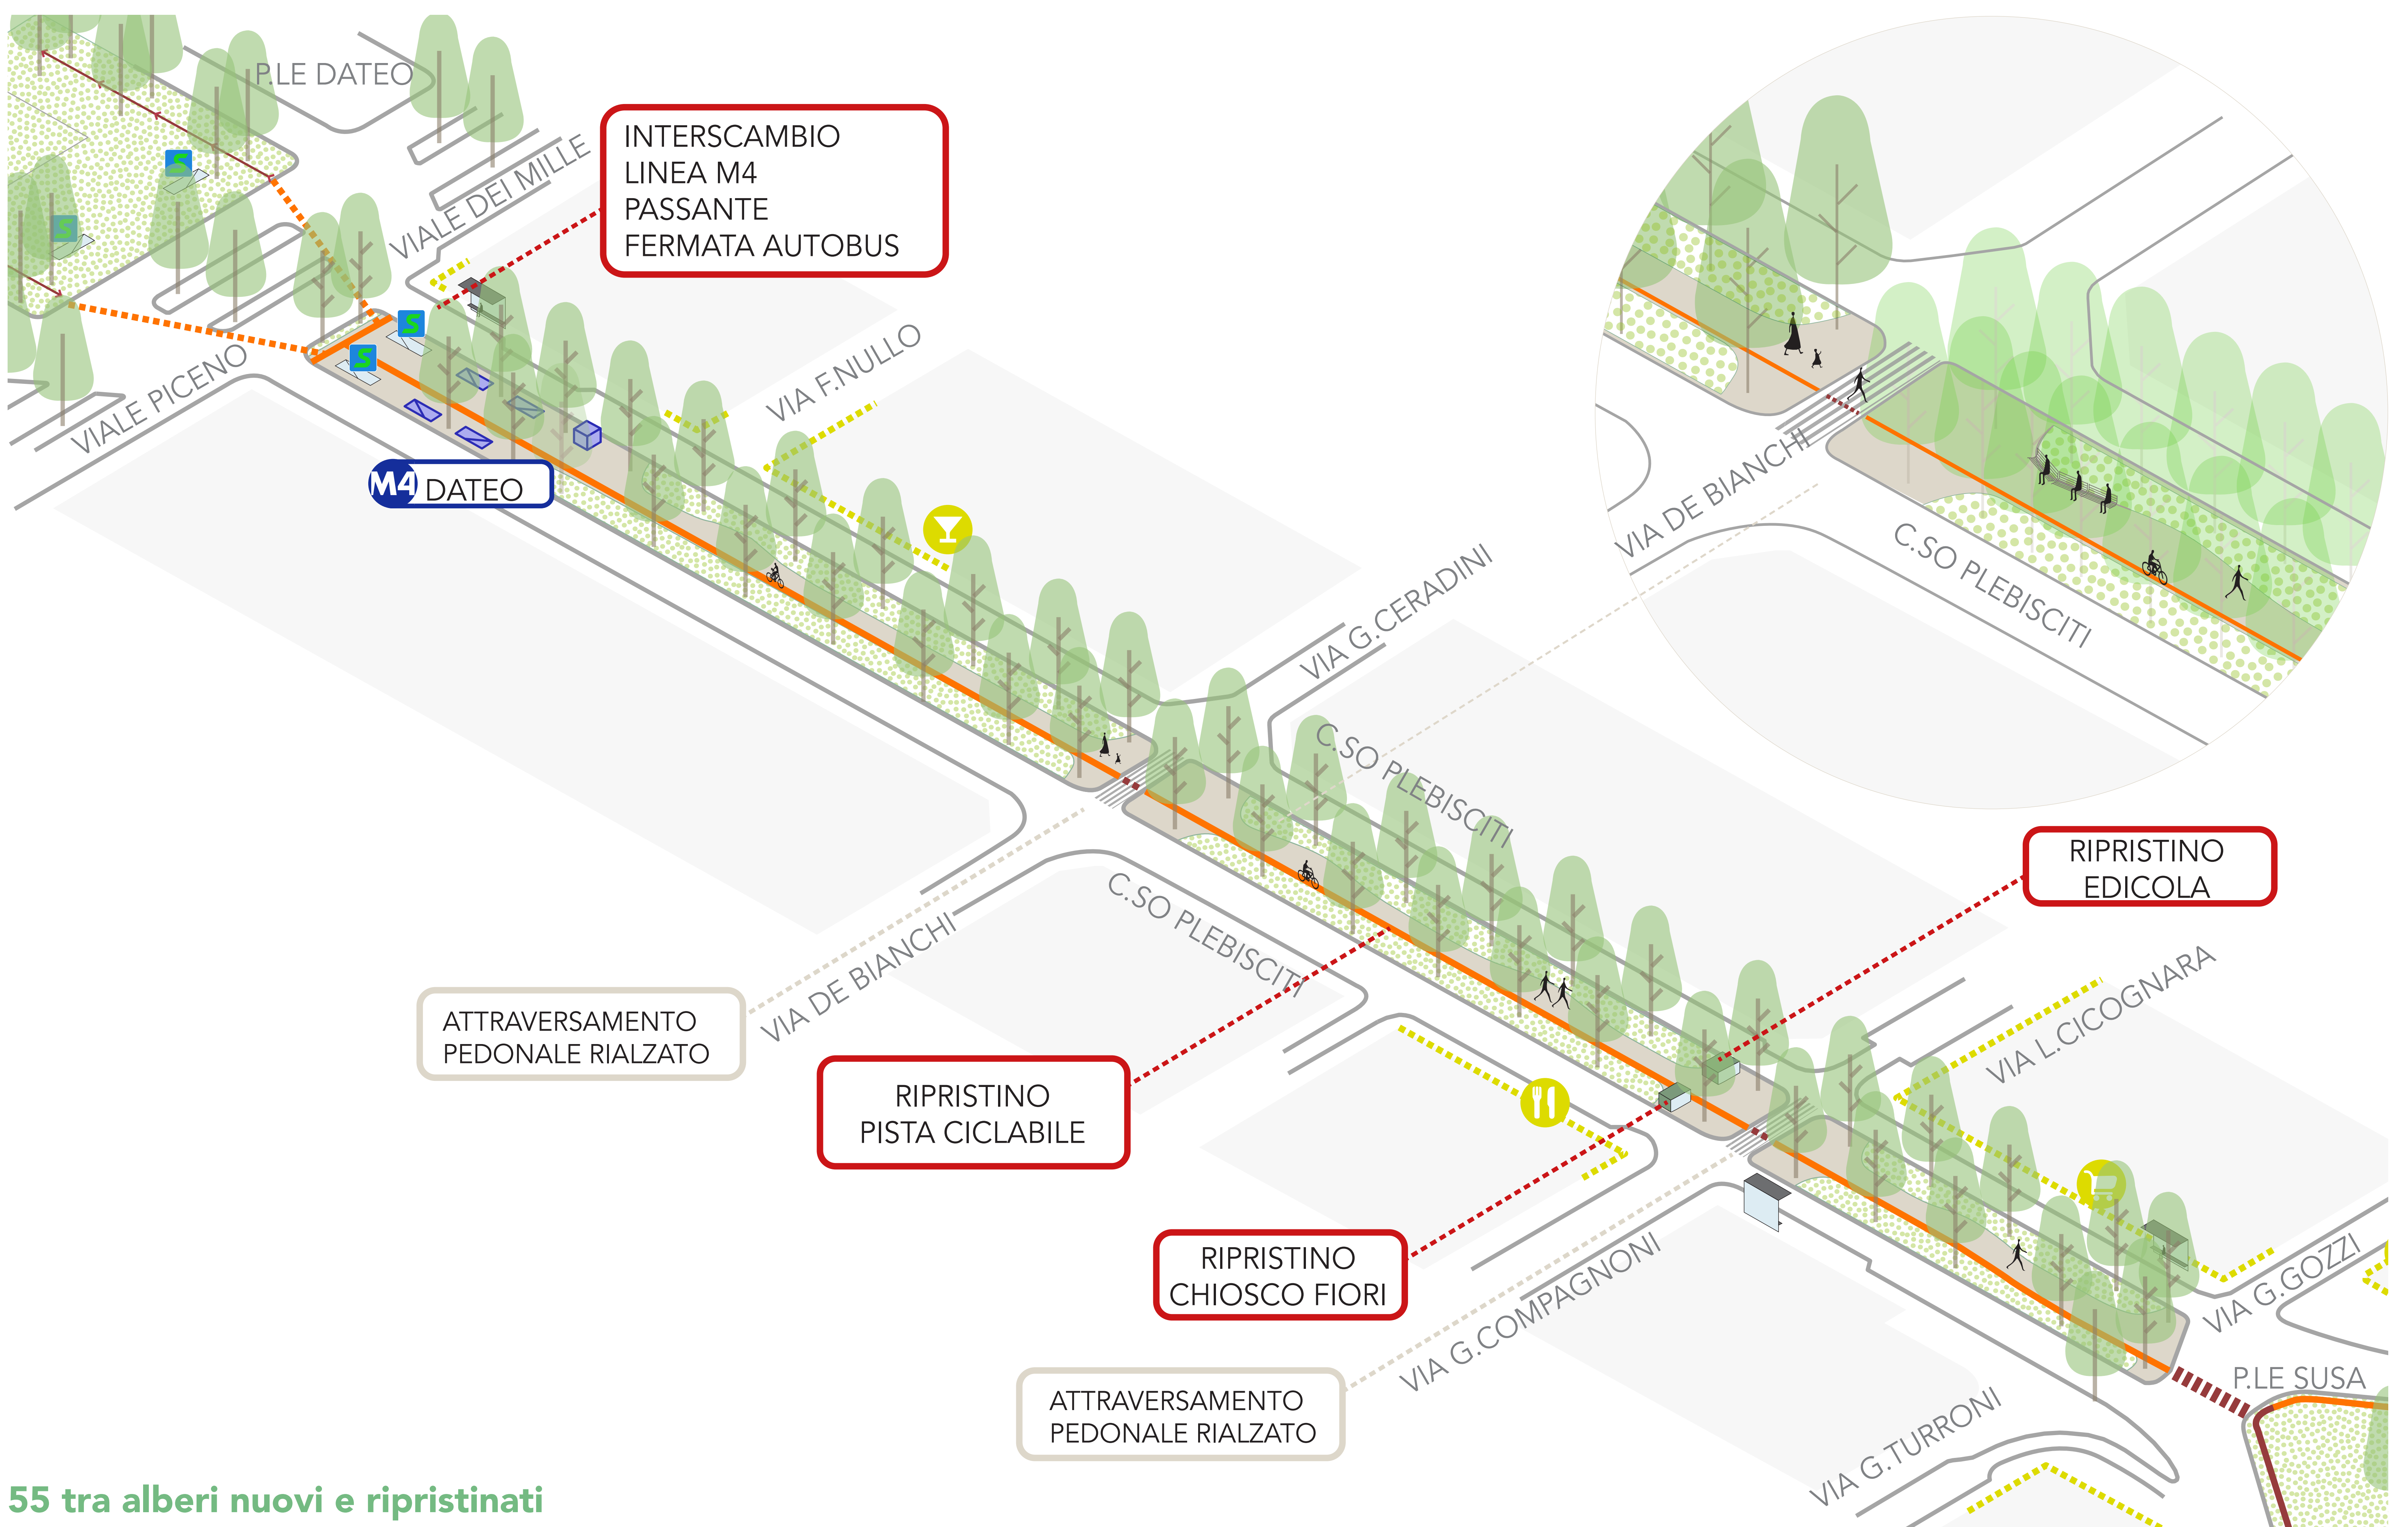 P.LE DATEO
VIALE DEI MILLE
INTERSCAMBIO
LINEA M4
PASSANTE
FERMATA AUTOBUS
S
S
S
S
VIALE PICENO
VIA F.NULLO
M4 DATEO
VIA DE BIANCHI
C.SO PLEBISCITI
VIA G.CERADINI
C.SO PLEBISCITI
RIPRISTINO
EDICOLA
C.SO PLEBISCITI
VIA DE BIANCHI
VIA L.CICOGNARA
ATTRAVERSAMENTO
PEDONALE RIALZATO
RIPRISTINO
PISTA CICLABILE
RIPRISTINO
CHIOSCO FIORI
VIA G.COMPAGNONI
VIA G.GOZZI
ATTRAVERSAMENTO
PEDONALE RIALZATO
P.LE SUSA
VIA G.TURRONI
55 tra alberi nuovi e ripristinati